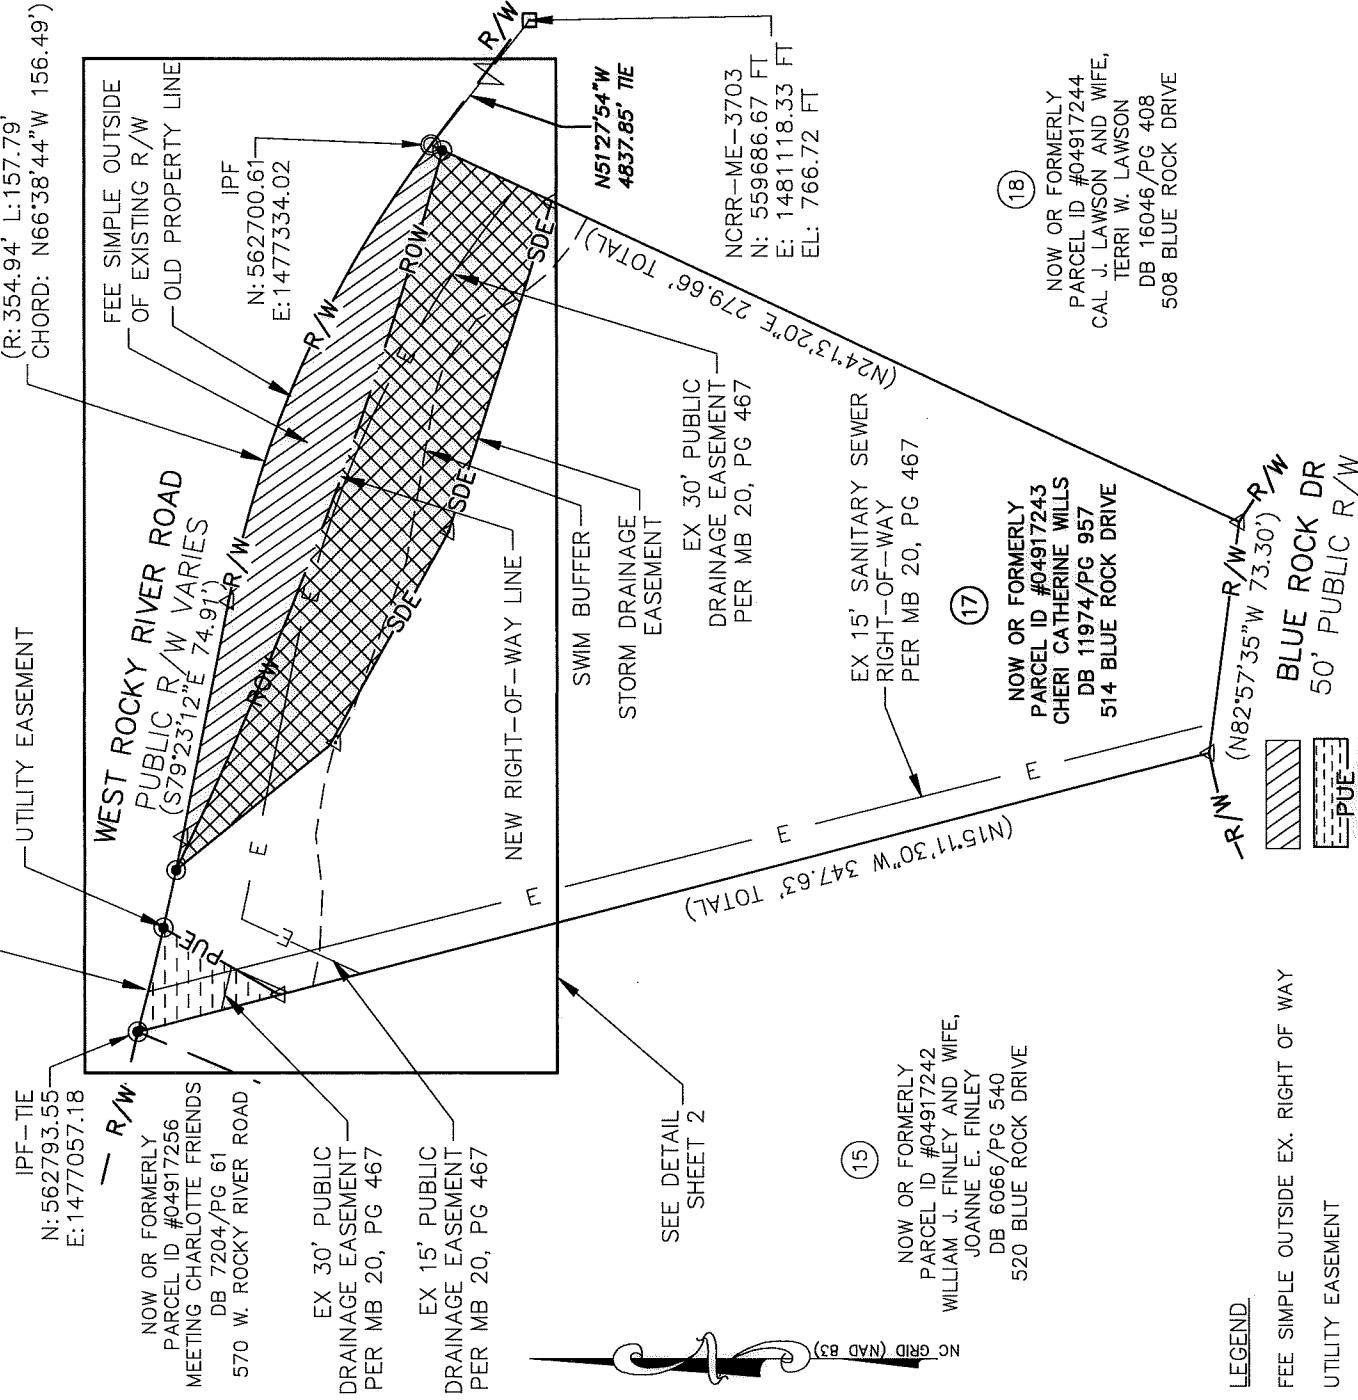 (R: 354.94' L:157.79'
CHORD: N66°38'44"W 156.49')
FEE SIMPLE OUTSIDE
OF EXISTING R/W
OLD PROPERTY LINE
UTILITY EASEMENT
WEST ROCKY RIVER ROAD
PUBLIC R/W VARIES
(S79°23'12"E 74.91')
IPF
N: 562700.61
E: 1477334.02
R/W
R/W
R/W
N51°27'54"W
4837.85' TIE
NCRR-ME-3703
N: 559686.67 FT
E: 1481118.33 FT
EL: 766.72 FT
ROW
ROW
E
E
E
E
SDE
SDE
SDE
PUE
IPF-TIE
N: 562793.55
E: 1477057.18
R/W
NOW OR FORMERLY
PARCEL ID #04917256
MEETING CHARLOTTE FRIENDS
DB 7204/PG 61
570 W. ROCKY RIVER ROAD
EX 30' PUBLIC
DRAINAGE EASEMENT
PER MB 20, PG 467
EX 15' PUBLIC
DRAINAGE EASEMENT
PER MB 20, PG 467
NEW RIGHT-OF-WAY LINE
SWIM BUFFER
STORM DRAINAGE
EASEMENT
EX 30' PUBLIC
DRAINAGE EASEMENT
PER MB 20, PG 467
(N24°13'20"E 279.66' TOTAL)
SEE DETAIL
SHEET 2
E
E
E
(N15°11'30"W 347.63' TOTAL)
EX 15' SANITARY SEWER
RIGHT-OF-WAY
PER MB 20, PG 467
15
NOW OR FORMERLY
PARCEL ID #04917242
WILLIAM J. FINLEY AND WIFE,
JOANNE E. FINLEY
DB 6066/PG 540
520 BLUE ROCK DRIVE
17
NOW OR FORMERLY
PARCEL ID #04917243
CHERI CATHERINE WILLS
DB 11974/PG 957
514 BLUE ROCK DRIVE
18
NOW OR FORMERLY
PARCEL ID #04917244
CAL J. LAWSON AND WIFE,
TERRI W. LAWSON
DB 16046/PG 408
508 BLUE ROCK DRIVE
NC GRID (NAD 83)
R/W
R/W
R/W
(N82°57'35"W 73.30')
BLUE ROCK DR
50' PUBLIC R/W
LEGEND
FEE SIMPLE OUTSIDE EX. RIGHT OF WAY
UTILITY EASEMENT
PUE